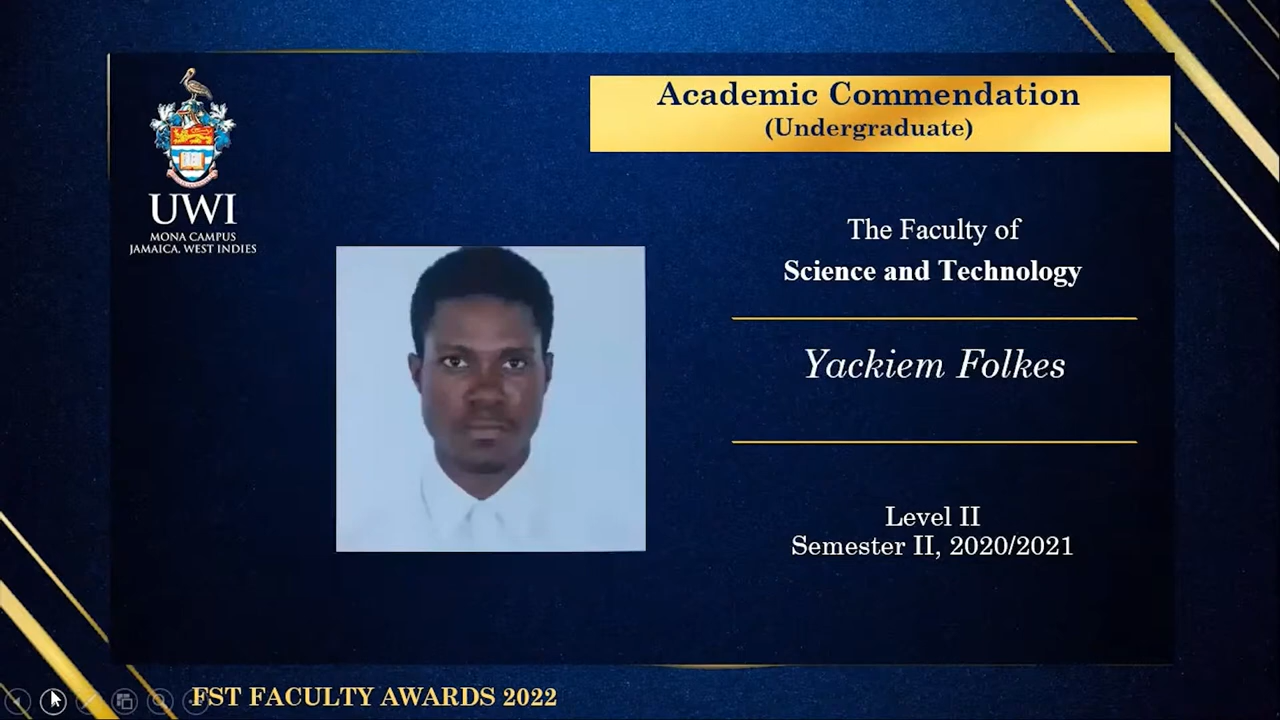 UWI
MONA CAMPUS
JAMAICA, WEST INDIES
Academic Commendation
(Undergraduate)
The Faculty of
Science and Technology
Yackiem Folkes
Level II
Semester II, 2020/2021
FST FACULTY AWARDS 2022